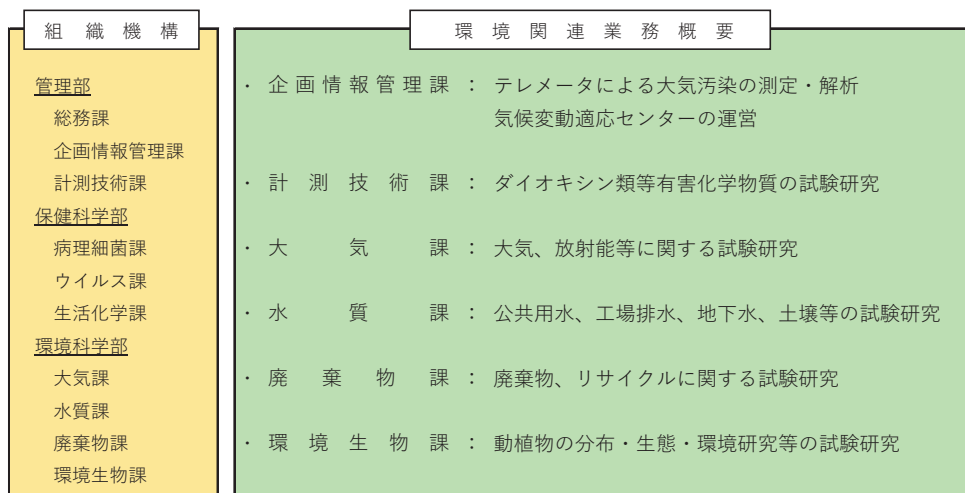 組織機構
管理部
総務課
企画情報管理課
計測技術課
保健科学部
病理細菌課
ウイルス課
生活化学課
環境科学部
大気課
水質課
廃棄物課
環境生物課
環境関連業務概要
・企画情報管理課：テレメータによる大気汚染の測定・解析
気候変動適応センターの運営
・計測技術課：ダイオキシン類等有害化学物質の試験研究
・大気課：大気、放射能等に関する試験研究
・水質課：公共用水、工場排水、地下水、土壌等の試験研究
・廃棄物課：廃棄物、リサイクルに関する試験研究
・環境生物課：動植物の分布・生態・環境研究等の試験研究